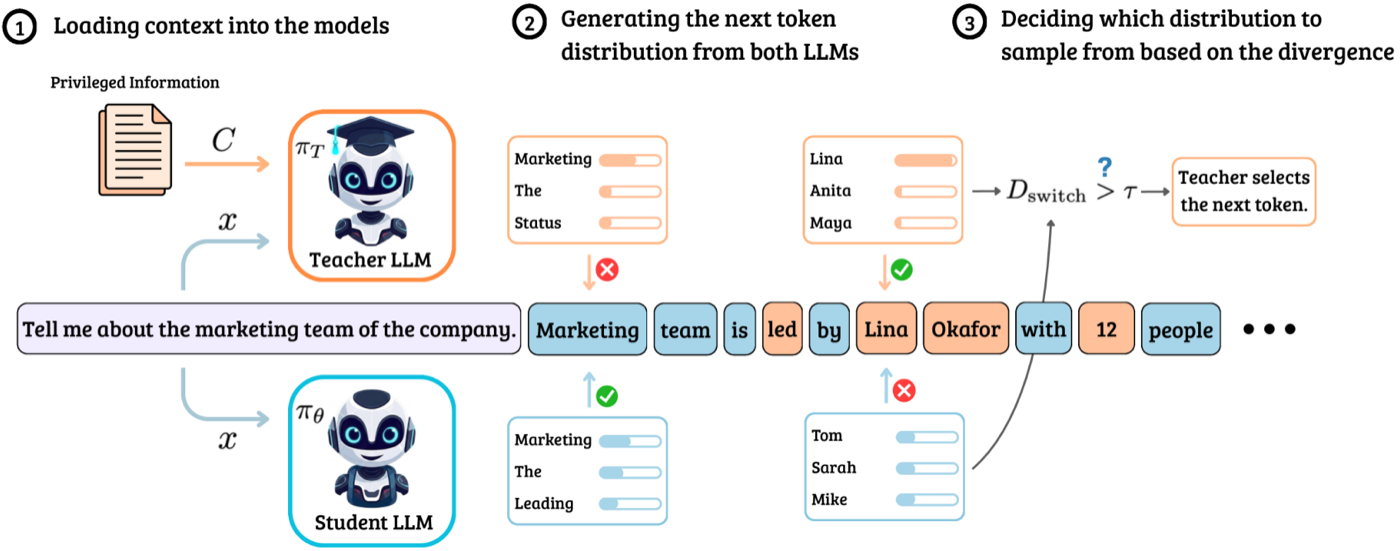 1 Loading context into the models
2 Generating the next token
distribution from both LLMs
3 Deciding which distribution to
sample from based on the divergence
Privileged Information
C
x
π_T
Teacher LLM
Marketing
The
Status
Lina
Anita
Maya
?
D_switch > τ
Teacher selects
the next token.
Tell me about the marketing team of the company. Marketing team is led by Lina Okafor with 12 people •••
x
π_θ
Student LLM
Marketing
The
Leading
Tom
Sarah
Mike